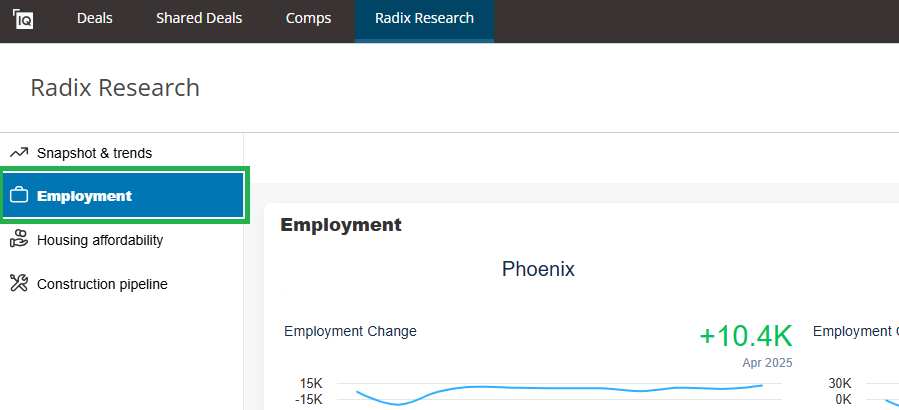 IQ Deals Shared Deals Comps Radix Research
Radix Research
Snapshot & trends
Employment
Housing affordability
Construction pipeline
Employment
Phoenix
Employment Change
+10.4K
Apr 2025
15K
-15K
Employment
30K
0K